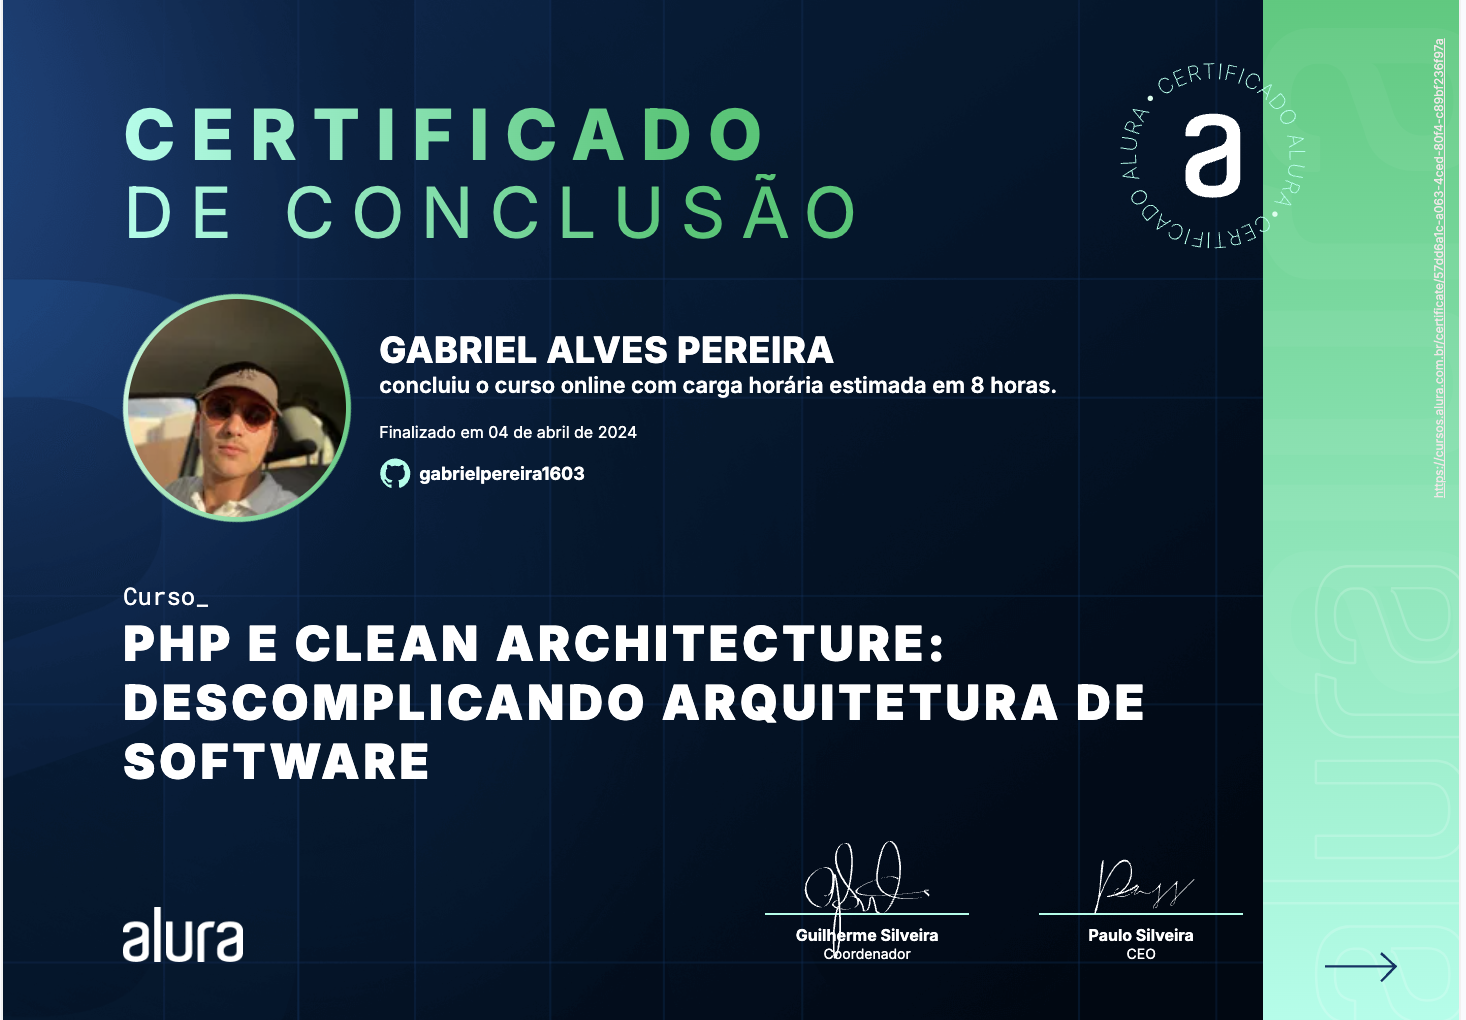 CERTIFICADO
DE CONCLUSÃO
CERTIFICADO ALURA • CERTIFICADO ALURA •
a
GABRIEL ALVES PEREIRA
concluiu o curso online com carga horária estimada em 8 horas.
Finalizado em 04 de abril de 2024
gabrielpereira1603
Curso_
PHP E CLEAN ARCHITECTURE:
DESCOMPLICANDO ARQUITETURA DE
SOFTWARE
alura
Guilherme Silveira
Coordenador
Paulo Silveira
CEO
https://cursos.alura.com.br/certificate/57dd6a1c-a063-4ced-80f4-c89bf236f97a
alura